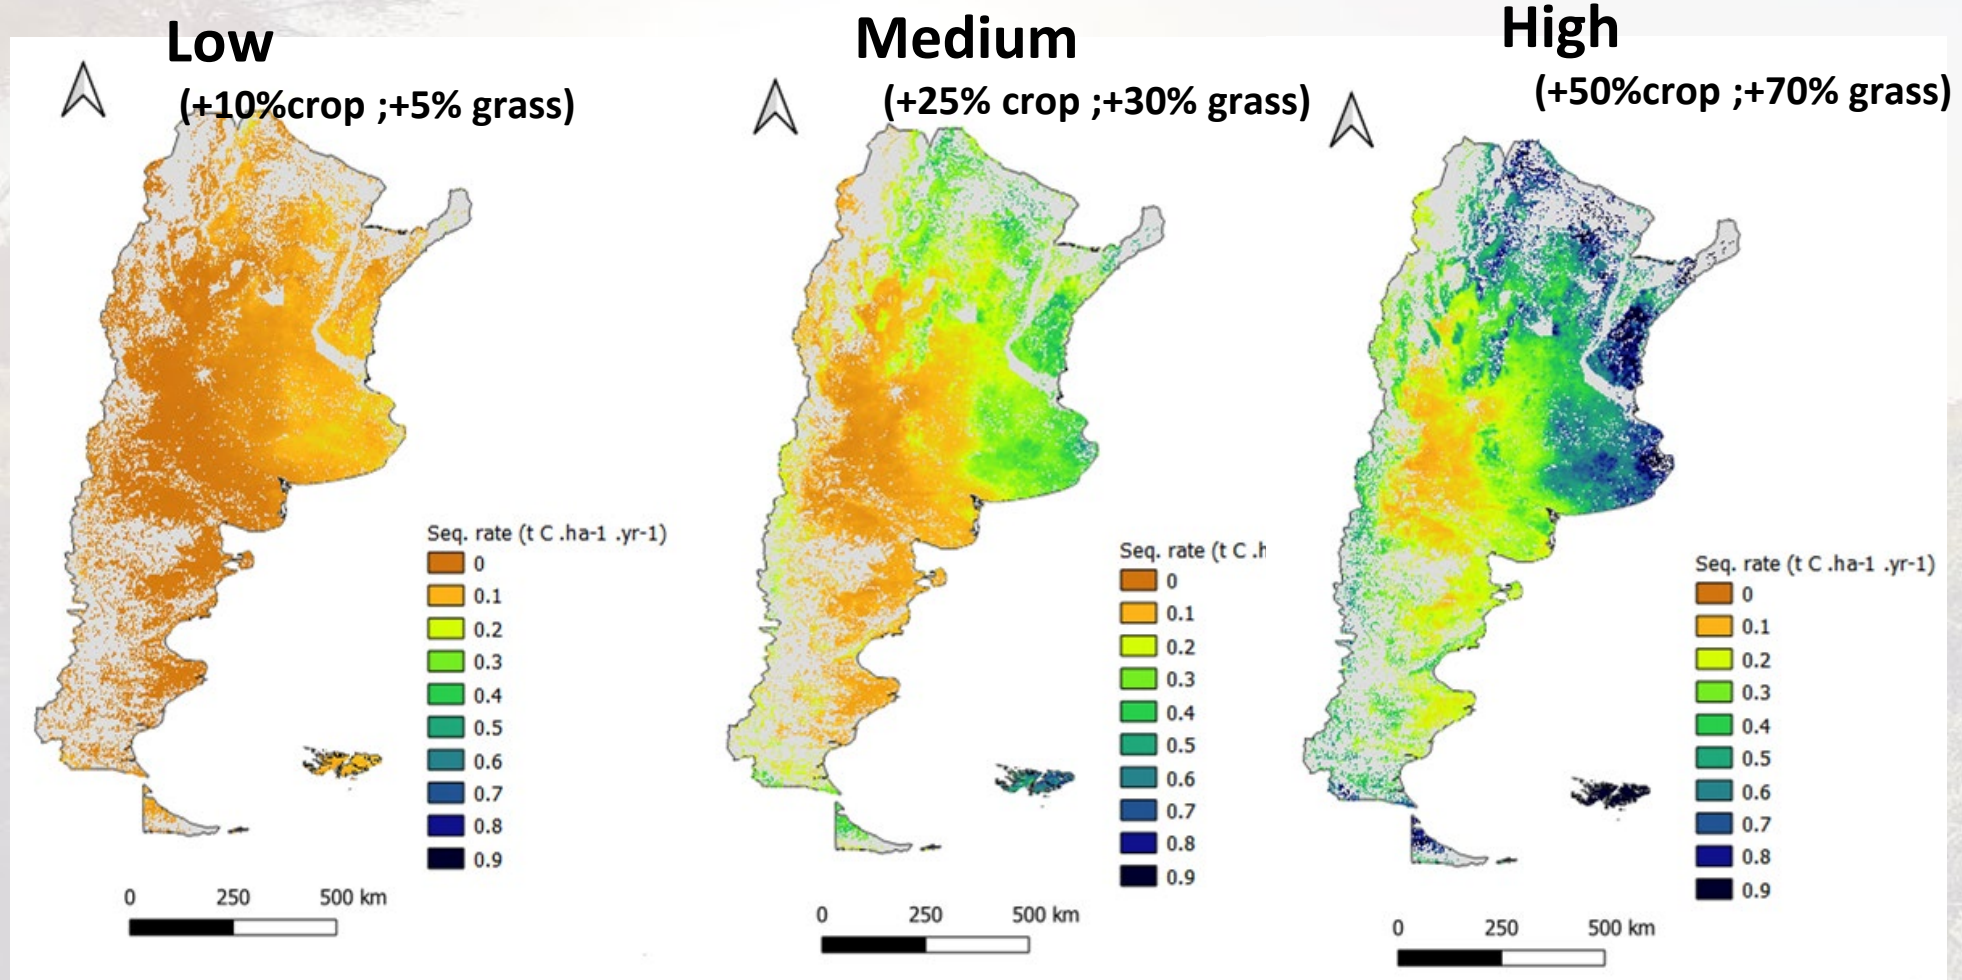 Low
(+10%crop ;+5% grass)
Medium
(+25% crop ;+30% grass)
High
(+50%crop ;+70% grass)
Seq. rate (t C .ha-1 .yr-1)
0
0.1
0.2
0.3
0.4
0.5
0.6
0.7
0.8
0.9
0 250 500 km
Seq. rate (t C .h
0
0.1
0.2
0.3
0.4
0.5
0.6
0.7
0.8
0.9
0 250 500 km
Seq. rate (t C .ha-1 .yr-1)
0
0.1
0.2
0.3
0.4
0.5
0.6
0.7
0.8
0.9
0 250 500 km